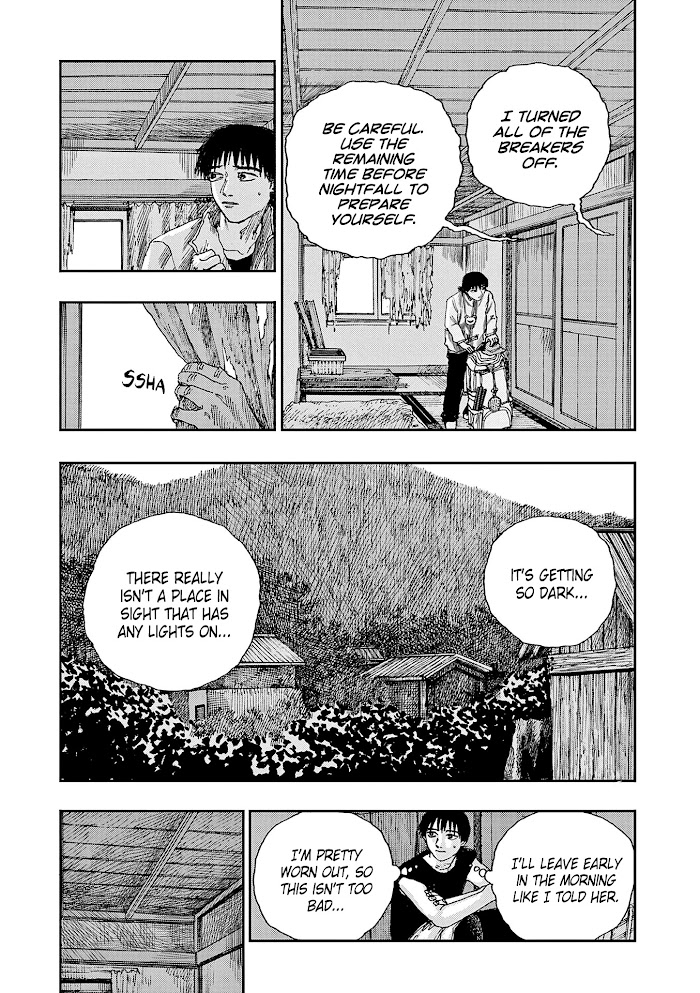 I TURNED
ALL OF THE
BREAKERS
OFF.
BE CAREFUL.
USE THE
REMAINING
TIME BEFORE
NIGHTFALL TO
PREPARE
YOURSELF.
SSHA
IT'S GETTING
SO DARK...
THERE REALLY
ISN'T A PLACE IN
SIGHT THAT HAS
ANY LIGHTS ON...
I'LL LEAVE EARLY
IN THE MORNING
LIKE I TOLD HER.
I'M PRETTY
WORN OUT, SO
THIS ISN'T TOO
BAD...